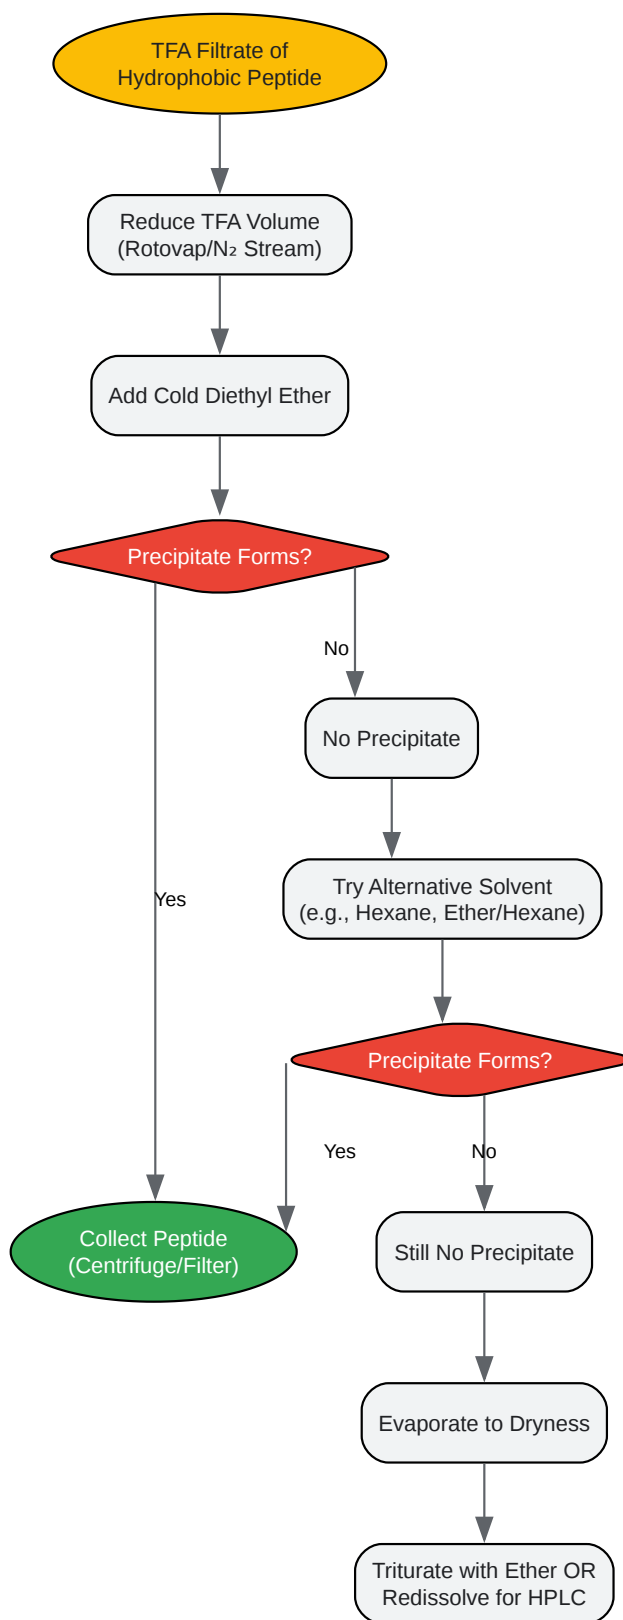 TFA Filtrate of
Hydrophobic Peptide
Reduce TFA Volume
(Rotovap/N₂ Stream)
Add Cold Diethyl Ether
Precipitate Forms?
No
No Precipitate
Try Alternative Solvent
(e.g., Hexane, Ether/Hexane)
Yes
Precipitate Forms?
Yes
No
Collect Peptide
(Centrifuge/Filter)
Still No Precipitate
Evaporate to Dryness
Triturate with Ether OR
Redissolve for HPLC